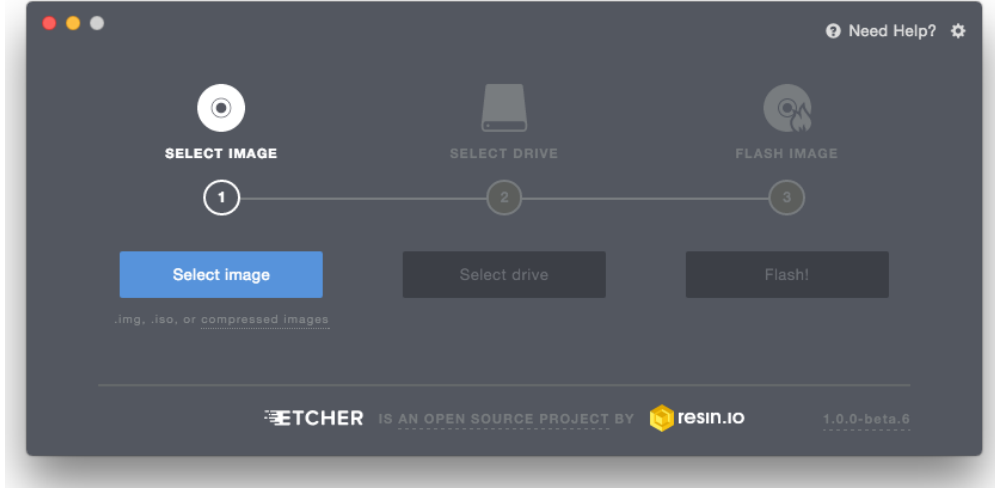 Need Help?
SELECT IMAGE SELECT DRIVE FLASH IMAGE
1 2 3
Select image Select drive Flash!
.img, .iso, or compressed images
ETCHER IS AN OPEN SOURCE PROJECT BY resin.io 1.0.0-beta.6